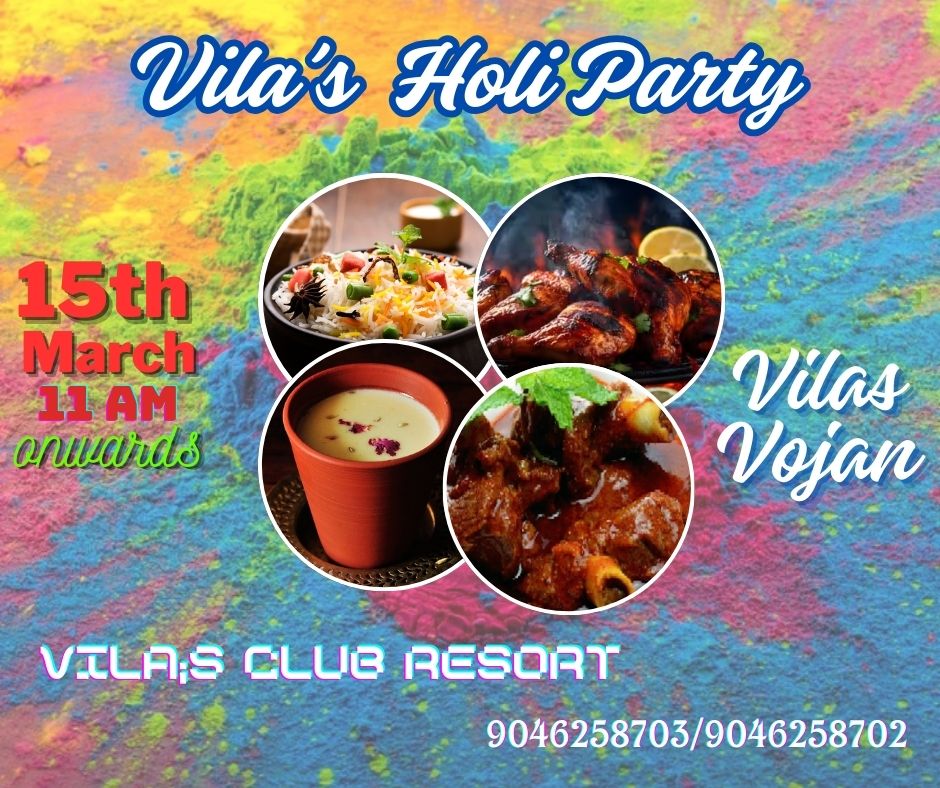 Vila's Holi Party
15th
March
11 AM
onwards
Vilas
Vojan
VILA;S CLUB RESORT
9046258703/9046258702